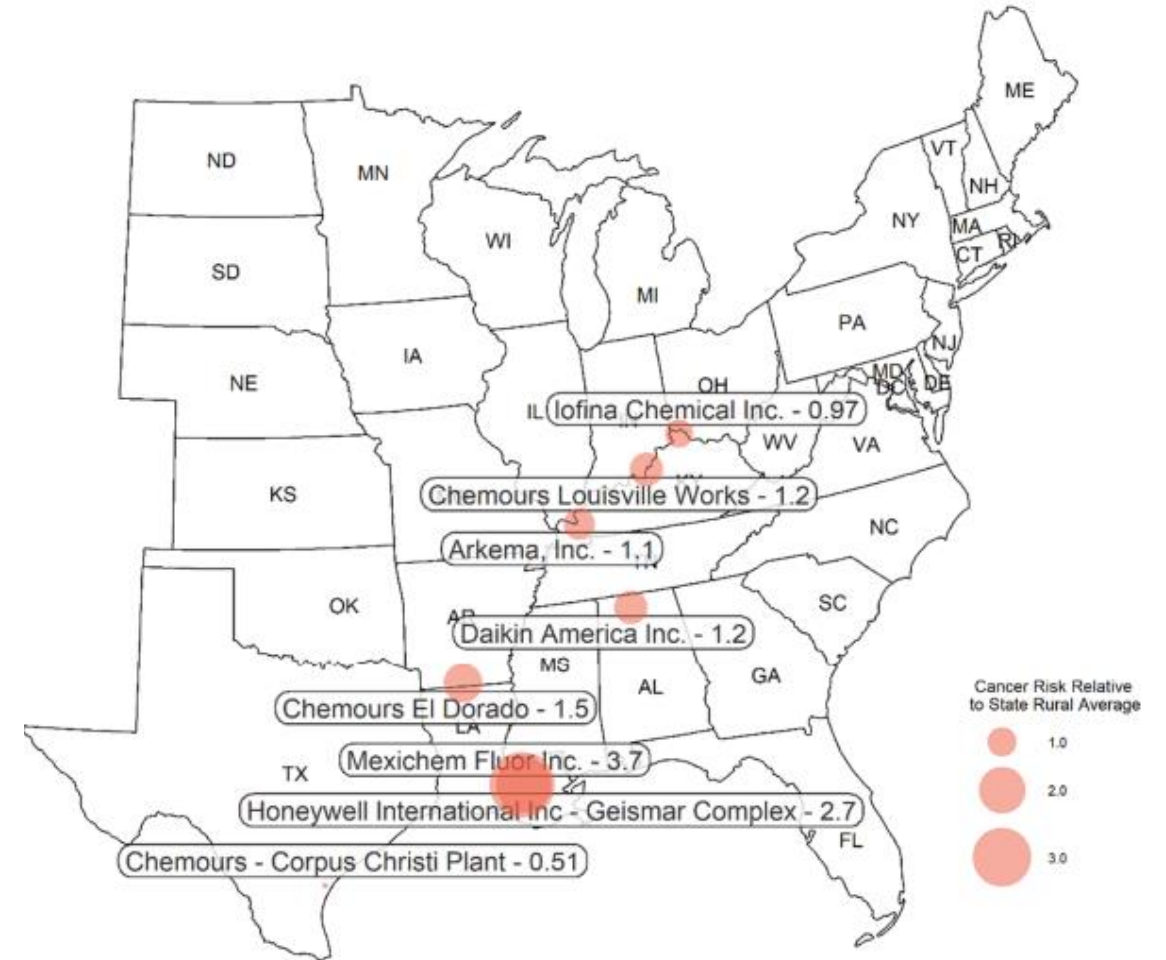 ME
VT
NH
ND
MN
NY
MA
WI
CT
SD
MI
PA
NJ
IA
MD
DC
DE
NE
OH
IL
Iofina Chemical Inc. - 0.97
WV
VA
KS
Chemours Louisville Works - 1.2
NC
Arkema, Inc. - 1.1
OK
SC
AR
Daikin America Inc. - 1.2
MS
GA
AL
Chemours El Dorado - 1.5
LA
Mexichem Fluor Inc. - 3.7
TX
Honeywell International Inc - Geismar Complex - 2.7
FL
Chemours - Corpus Christi Plant - 0.51
Cancer Risk Relative
to State Rural Average
1.0
2.0
3.0